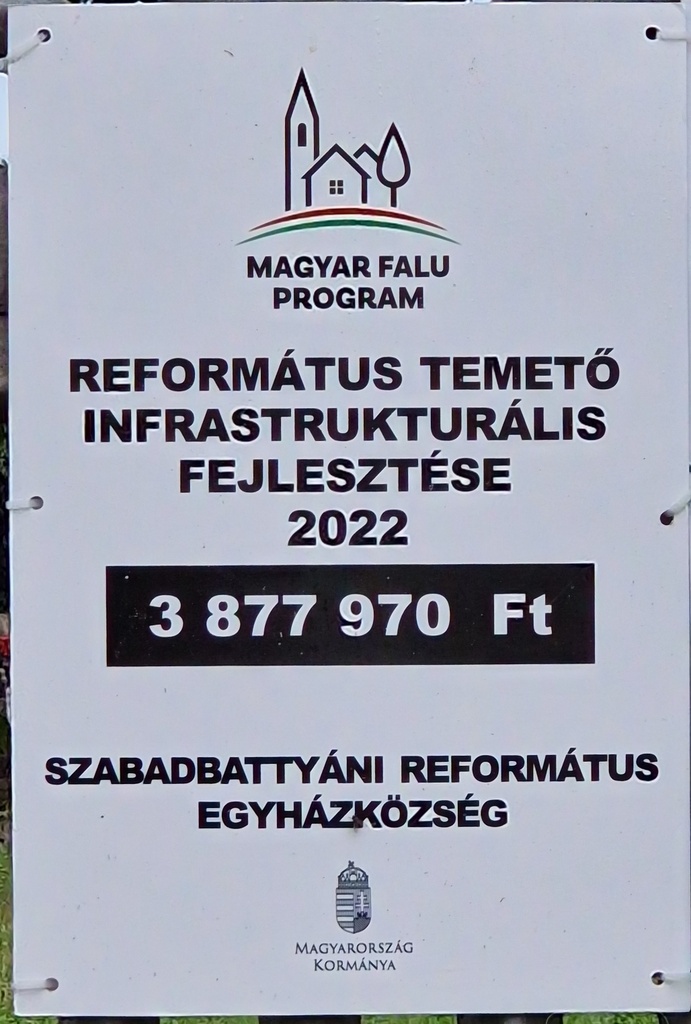 MAGYAR FALU
PROGRAM
REFORMÁTUS TEMETŐ
INFRASTRUKTURÁLIS
FEJLESZTÉSE
2022
3 877 970 Ft
SZABADBATTYÁNI REFORMÁTUS
EGYHÁZKÖZSÉG
MAGYARORSZÁG
KORMÁNYA